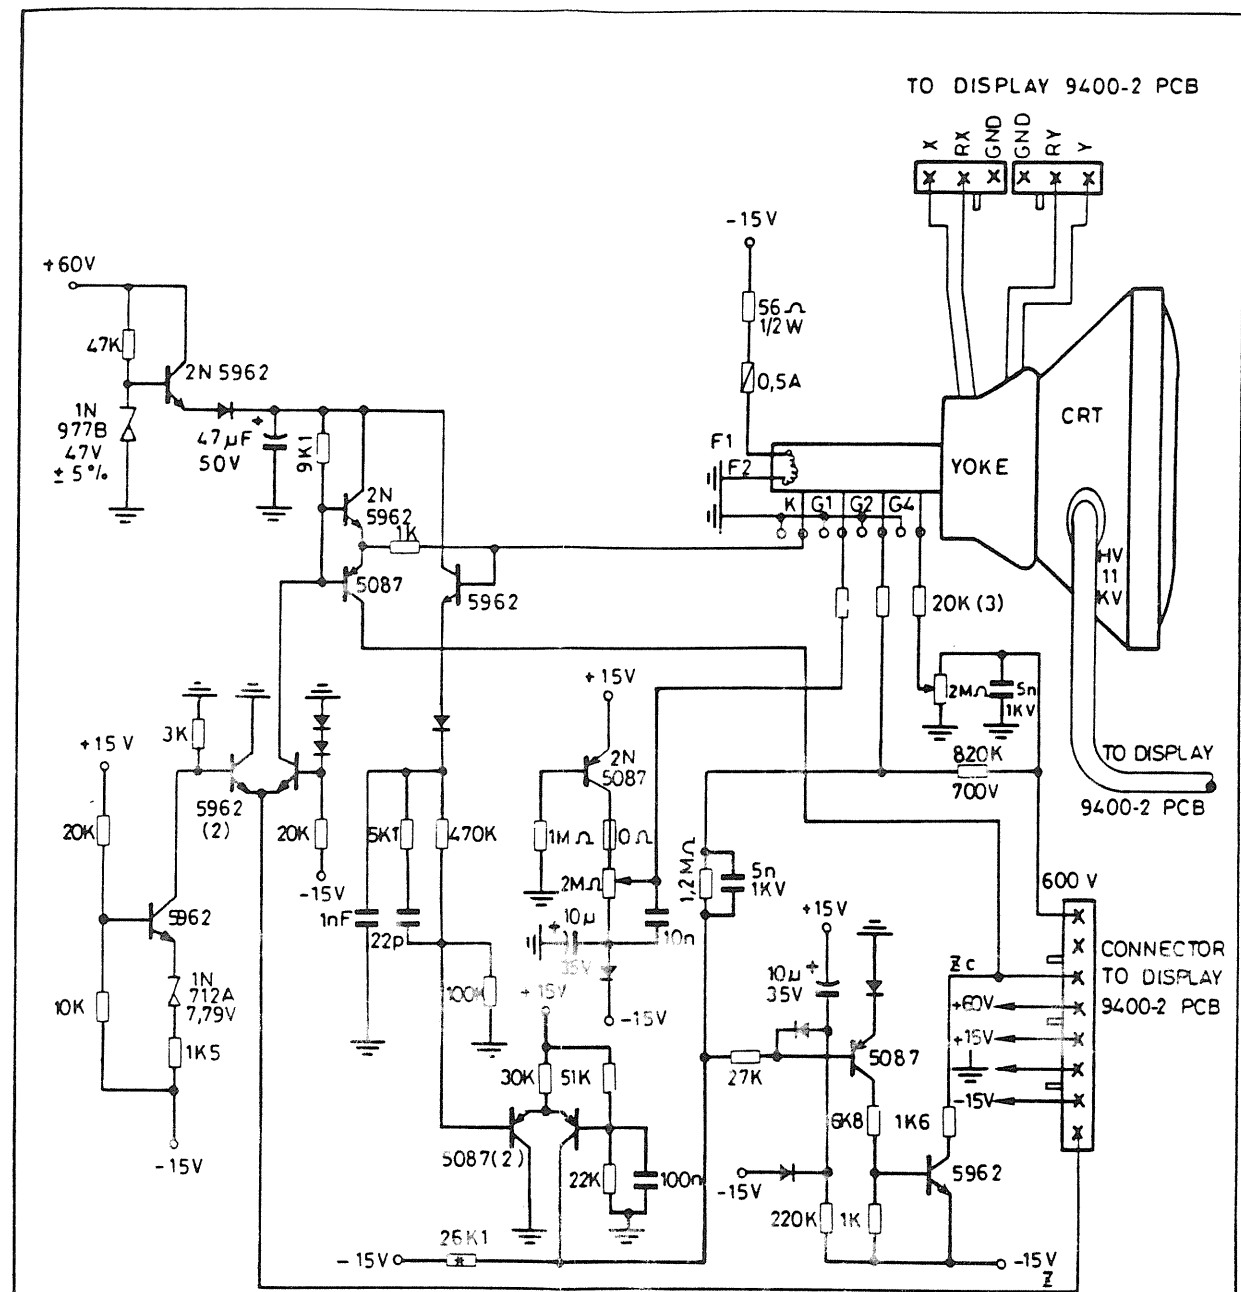 TO DISPLAY 9400-2 PCB
X
RX
GND
GND
RY
Y
-15V
+60V
56Ω
1/2W
47K
2N 5962
0,5A
1N
977B
47V
±5%
47µF
50V
9K1
CRT
F1
F2
YOKE
2N
5962
K
G1
G2
G4
1K
5087
5962
HV
11
KV
20K (3)
+15V
2MΩ
5n
1KV
3K
+15V
2N
5087
820K
700V
TO DISPLAY
9400-2 PCB
5962
(2)
20K
20K
5K1
470K
1MΩ
-15V
2MΩ
1,2MΩ
5n
1KV
600V
5962
1nF
22p
10µ
35V
10n
+15V
CONNECTOR
TO DISPLAY
9400-2 PCB
Zc
10µ
35V
1N
712A
7,79V
10K
100K
+15V
-15V
+60V
+15V
1K5
30K
51K
27K
5087
-15V
6K8
1K6
-15V
5087(2)
22K
100n
5962
-15V
220K
1K
-15V
26K1
-15V
Z